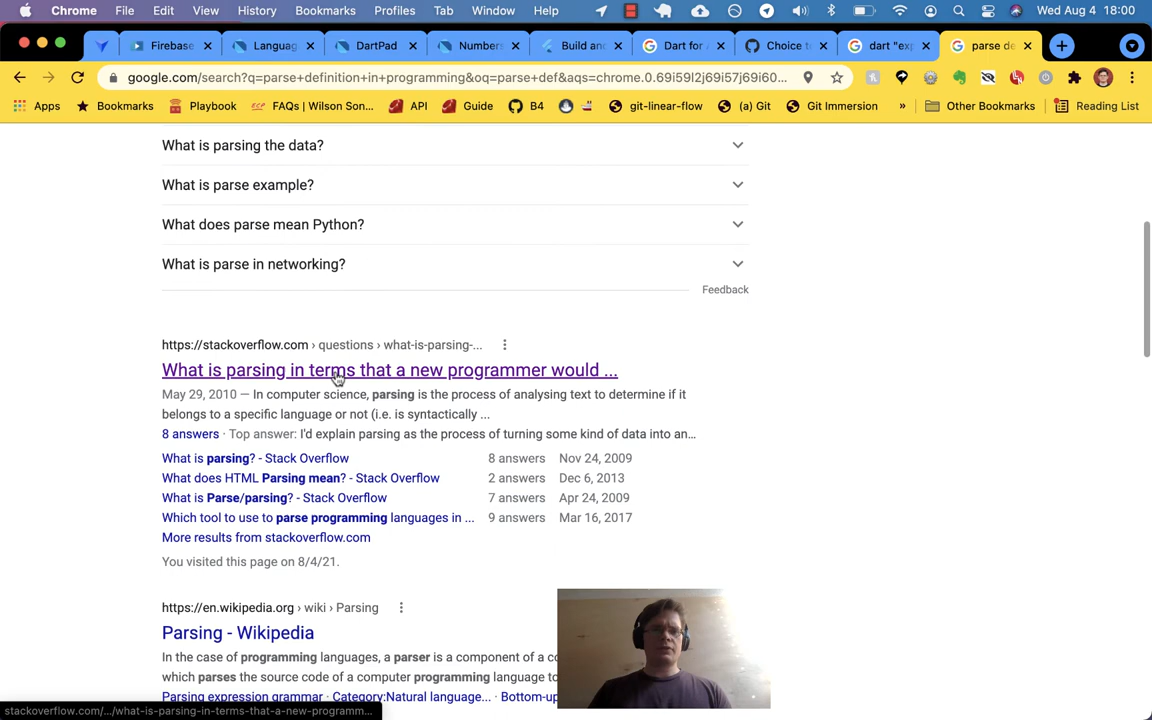 Chrome File Edit View History Bookmarks Profiles Tab Window Help Wed Aug 4 18:00
Firebase Languag DartPad Numbers Build and Dart for Choice t dart "exp parse de
google.com/search?q=parse+definition+in+programming&oq=parse+def&aqs=chrome.0.69i59l2j69i57j69i60...
Apps Bookmarks Playbook FAQs | Wilson Son... API Guide B4 git-linear-flow (a) Git Git Immersion » Other Bookmarks Reading List
What is parsing the data?
What is parse example?
What does parse mean Python?
What is parse in networking?
Feedback
https://stackoverflow.com › questions › what-is-parsing-...
What is parsing in terms that a new programmer would ...
May 29, 2010 — In computer science, parsing is the process of analysing text to determine if it
belongs to a specific language or not (i.e. is syntactically ...
8 answers · Top answer: I'd explain parsing as the process of turning some kind of data into an...
What is parsing? - Stack Overflow 8 answers Nov 24, 2009
What does HTML Parsing mean? - Stack Overflow 2 answers Dec 6, 2013
What is Parse/parsing? - Stack Overflow 7 answers Apr 24, 2009
Which tool to use to parse programming languages in ... 9 answers Mar 16, 2017
More results from stackoverflow.com
You visited this page on 8/4/21.
https://en.wikipedia.org › wiki › Parsing
Parsing - Wikipedia
In the case of programming languages, a parser is a component of a co
which parses the source code of a computer programming language to
Parsing expression grammar · Category:Natural language... · Bottom-up
stackoverflow.com/.../what-is-parsing-in-terms-that-a-new-programm...